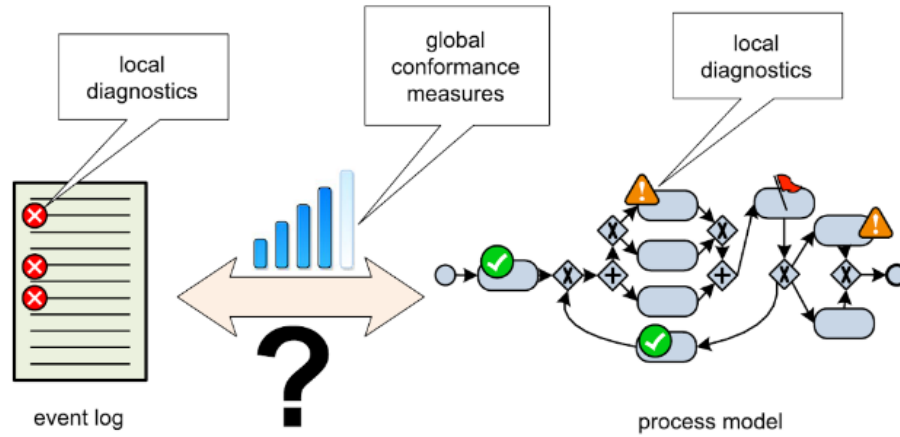 local
diagnostics
global
conformance
measures
local
diagnostics
?
event log
process model